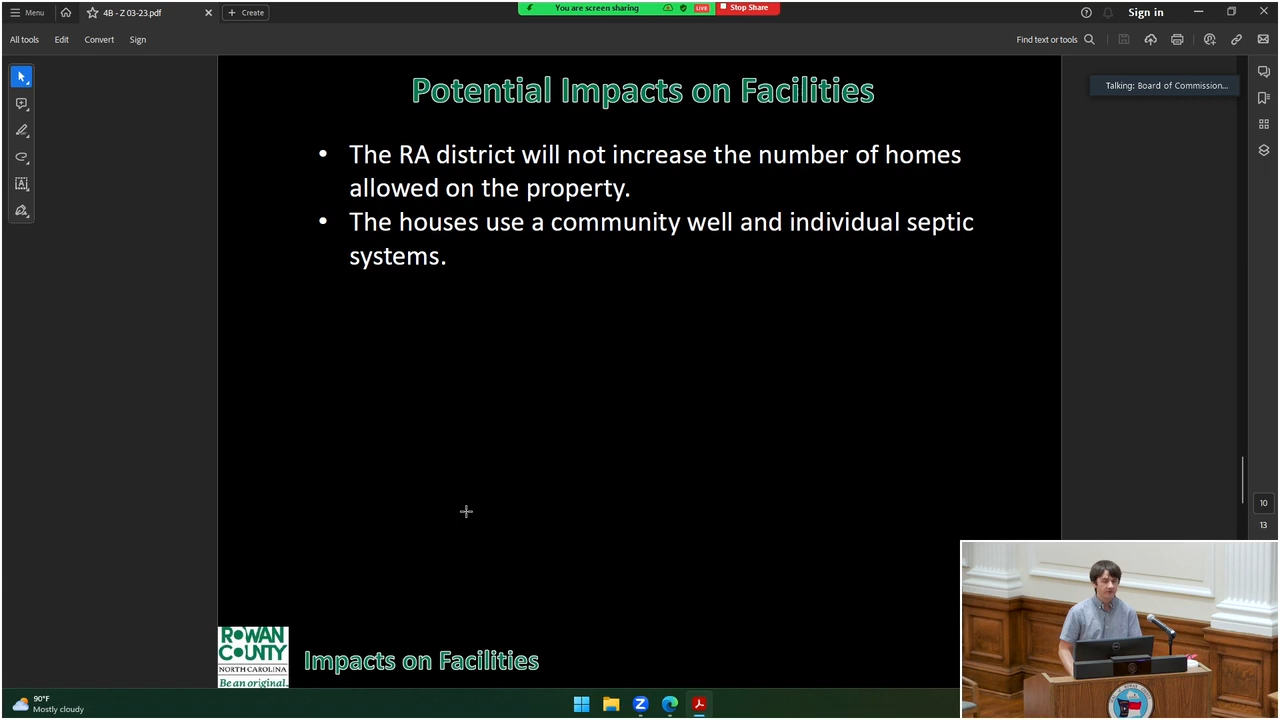 Menu
4B - Z 03-23.pdf
Create
You are screen sharing
LIVE
Stop Share
Sign in
All tools
Edit
Convert
Sign
Find text or tools
Talking: Board of Commission...
Potential Impacts on Facilities
• The RA district will not increase the number of homes
allowed on the property.
• The houses use a community well and individual septic
systems.
10
13
ROWAN
COUNTY
NORTH CAROLINA
Be an original.
Impacts on Facilities
90°F
Mostly cloudy